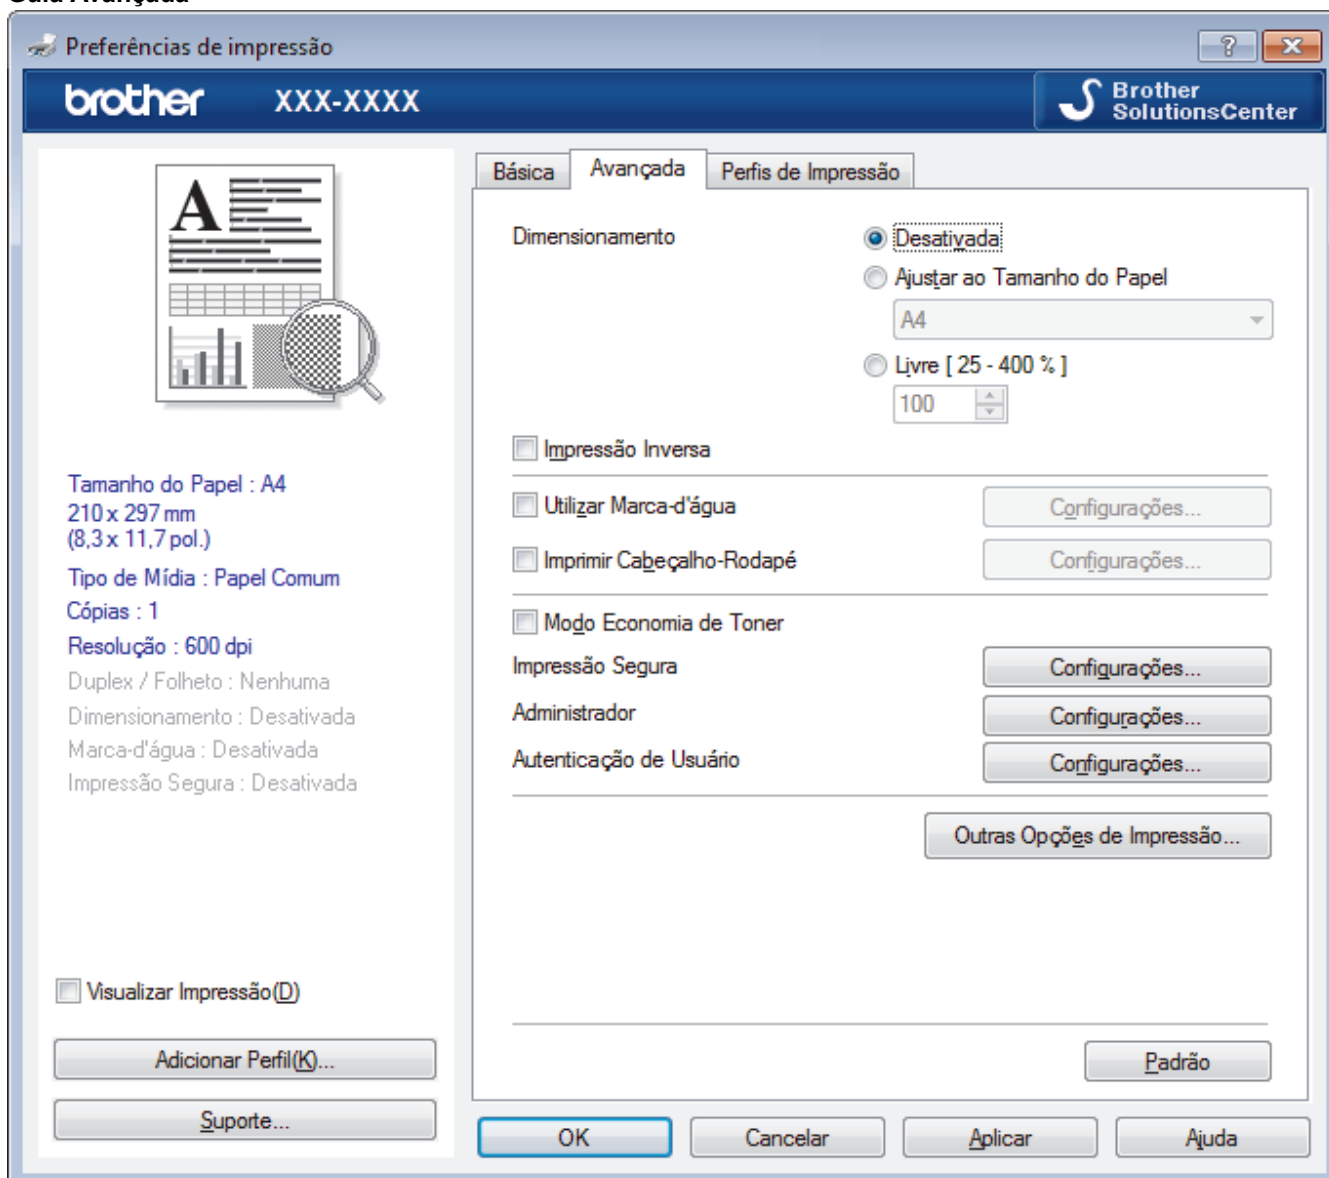 Guia Avançada
Preferências de impressão
brother XXX-XXXX
Brother
SolutionsCenter
A
Tamanho do Papel : A4
210 x 297 mm
(8,3 x 11,7 pol.)
Tipo de Mídia : Papel Comum
Cópias : 1
Resolução : 600 dpi
Duplex / Folheto : Nenhuma
Dimensionamento : Desativada
Marca-d'água : Desativada
Impressão Segura : Desativada
Visualizar Impressão(D)
Adicionar Perfil(K)...
Suporte...
Básica
Avançada
Perfis de Impressão
Dimensionamento
Desativada
Ajustar ao Tamanho do Papel
A4
Livre [ 25 - 400 % ]
100
Impressão Inversa
Utilizar Marca-d'água Configurações...
Imprimir Cabeçalho-Rodapé Configurações...
Modo Economia de Toner
Impressão Segura Configurações...
Administrador Configurações...
Autenticação de Usuário Configurações...
Outras Opções de Impressão...
Padrão
OK
Cancelar
Aplicar
Ajuda